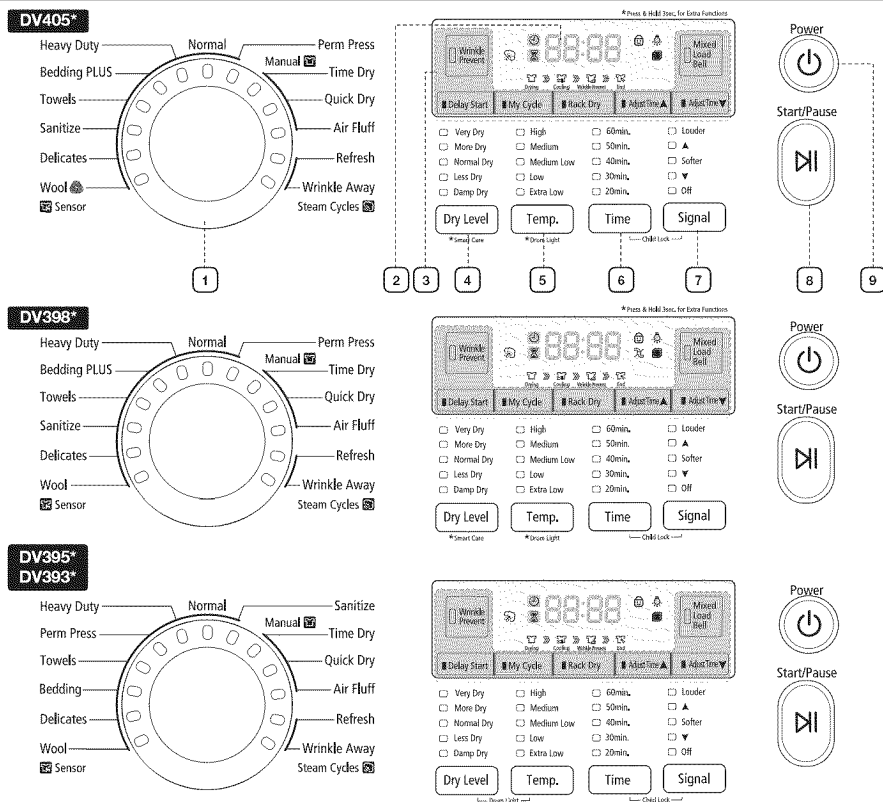 DV405*
*Press & Hold 3sec. for Extra Functions
Heavy Duty
Normal
Perm Press
Manual
Bedding PLUS
Time Dry
Towels
Quick Dry
Sanitize
Air Fluff
Delicates
Refresh
Wool
Wrinkle Away
Sensor
Steam Cycles
Wrinkle Prevent
88:88
Mixed Load Bell
Drying Cooling Wrinkle Prevent End
Delay Start My Cycle Rack Dry Adjust Time▲ Adjust Time▼
Very Dry High 60min. Louder
More Dry Medium 50min. ▲
Normal Dry Medium Low 40min. Softer
Less Dry Low 30min. ▼
Damp Dry Extra Low 20min. Off
Dry Level Temp. Time Signal
*Smart Care *Drum Light Child Lock
Power
Start/Pause
1 2 3 4 5 6 7 8 9
DV398*
*Press & Hold 3sec. for Extra Functions
Heavy Duty
Normal
Perm Press
Manual
Bedding PLUS
Time Dry
Towels
Quick Dry
Sanitize
Air Fluff
Delicates
Refresh
Wool
Wrinkle Away
Sensor
Steam Cycles
Wrinkle Prevent
88:88
Mixed Load Bell
Drying Cooling Wrinkle Prevent End
Delay Start My Cycle Rack Dry Adjust Time▲ Adjust Time▼
Very Dry High 60min. Louder
More Dry Medium 50min. ▲
Normal Dry Medium Low 40min. Softer
Less Dry Low 30min. ▼
Damp Dry Extra Low 20min. Off
Dry Level Temp. Time Signal
*Smart Care *Drum Light Child Lock
Power
Start/Pause
DV395*
DV393*
Heavy Duty
Normal
Sanitize
Manual
Perm Press
Time Dry
Towels
Quick Dry
Bedding
Air Fluff
Delicates
Refresh
Wool
Wrinkle Away
Sensor
Steam Cycles
Wrinkle Prevent
88:88
Mixed Load Bell
Drying Cooling Wrinkle Prevent End
Delay Start My Cycle Rack Dry Adjust Time▲ Adjust Time▼
Very Dry High 60min. Louder
More Dry Medium 50min. ▲
Normal Dry Medium Low 40min. Softer
Less Dry Low 30min. ▼
Damp Dry Extra Low 20min. Off
Dry Level Temp. Time Signal
Drum Light Child Lock
Power
Start/Pause